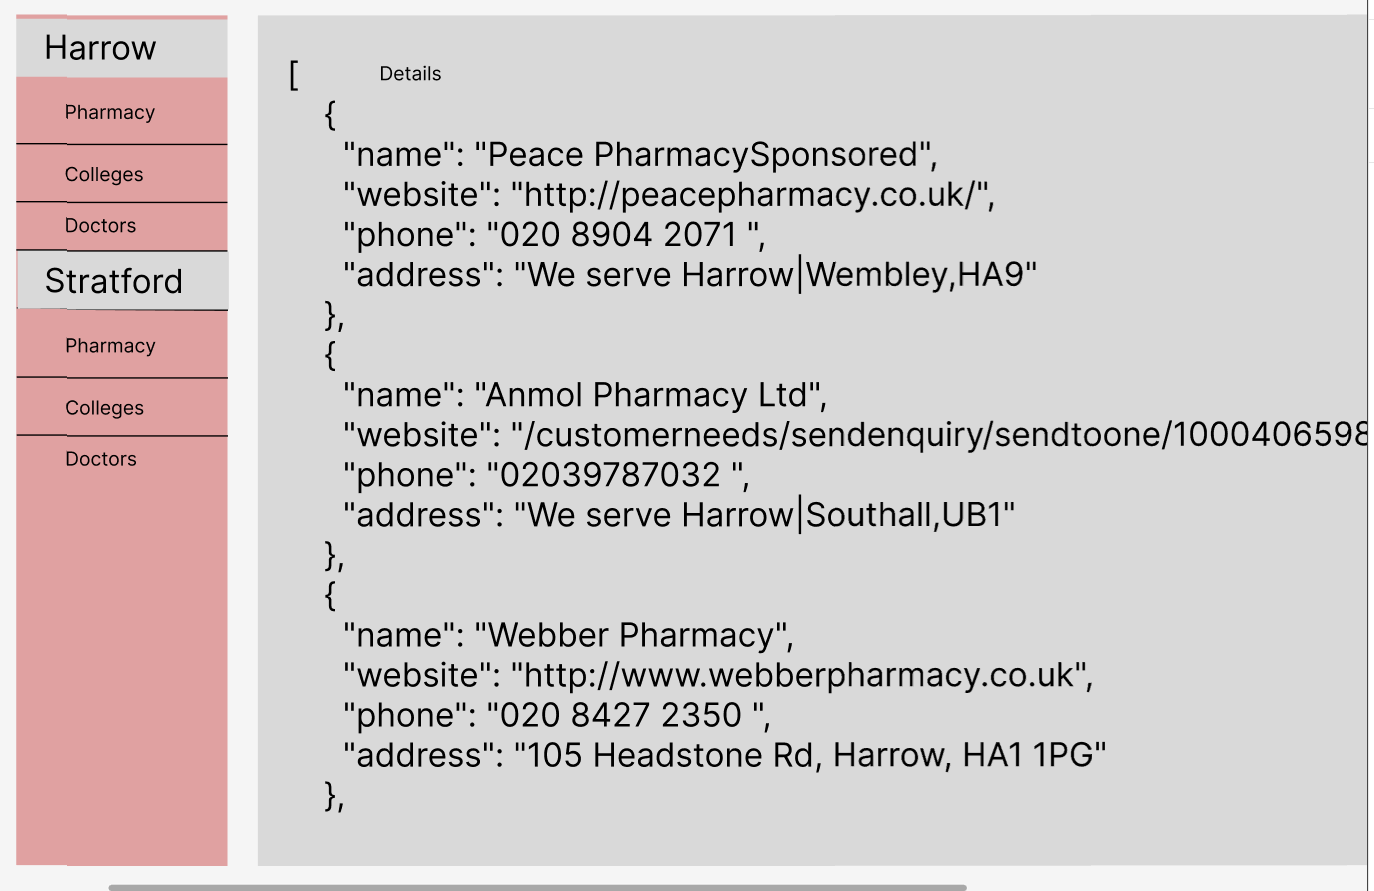 Harrow
Pharmacy
Colleges
Doctors
Stratford
Pharmacy
Colleges
Doctors
[ Details
{
"name": "Peace PharmacySponsored",
"website": "http://peacepharmacy.co.uk/",
"phone": "020 8904 2071 ",
"address": "We serve Harrow|Wembley,HA9"
},
{
"name": "Anmol Pharmacy Ltd",
"website": "/customerneeds/sendenquiry/sendtoone/1000406598
"phone": "02039787032 ",
"address": "We serve Harrow|Southall,UB1"
},
{
"name": "Webber Pharmacy",
"website": "http://www.webberpharmacy.co.uk",
"phone": "020 8427 2350 ",
"address": "105 Headstone Rd, Harrow, HA1 1PG"
},